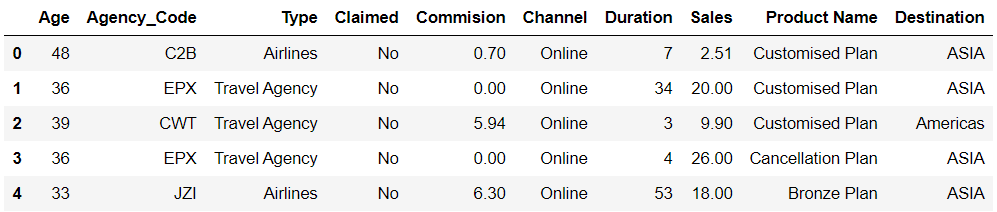 Age Agency_Code Type Claimed Commision Channel Duration Sales Product Name Destination
0 48 C2B Airlines No 0.70 Online 7 2.51 Customised Plan ASIA
1 36 EPX Travel Agency No 0.00 Online 34 20.00 Customised Plan ASIA
2 39 CWT Travel Agency No 5.94 Online 3 9.90 Customised Plan Americas
3 36 EPX Travel Agency No 0.00 Online 4 26.00 Cancellation Plan ASIA
4 33 JZI Airlines No 6.30 Online 53 18.00 Bronze Plan ASIA